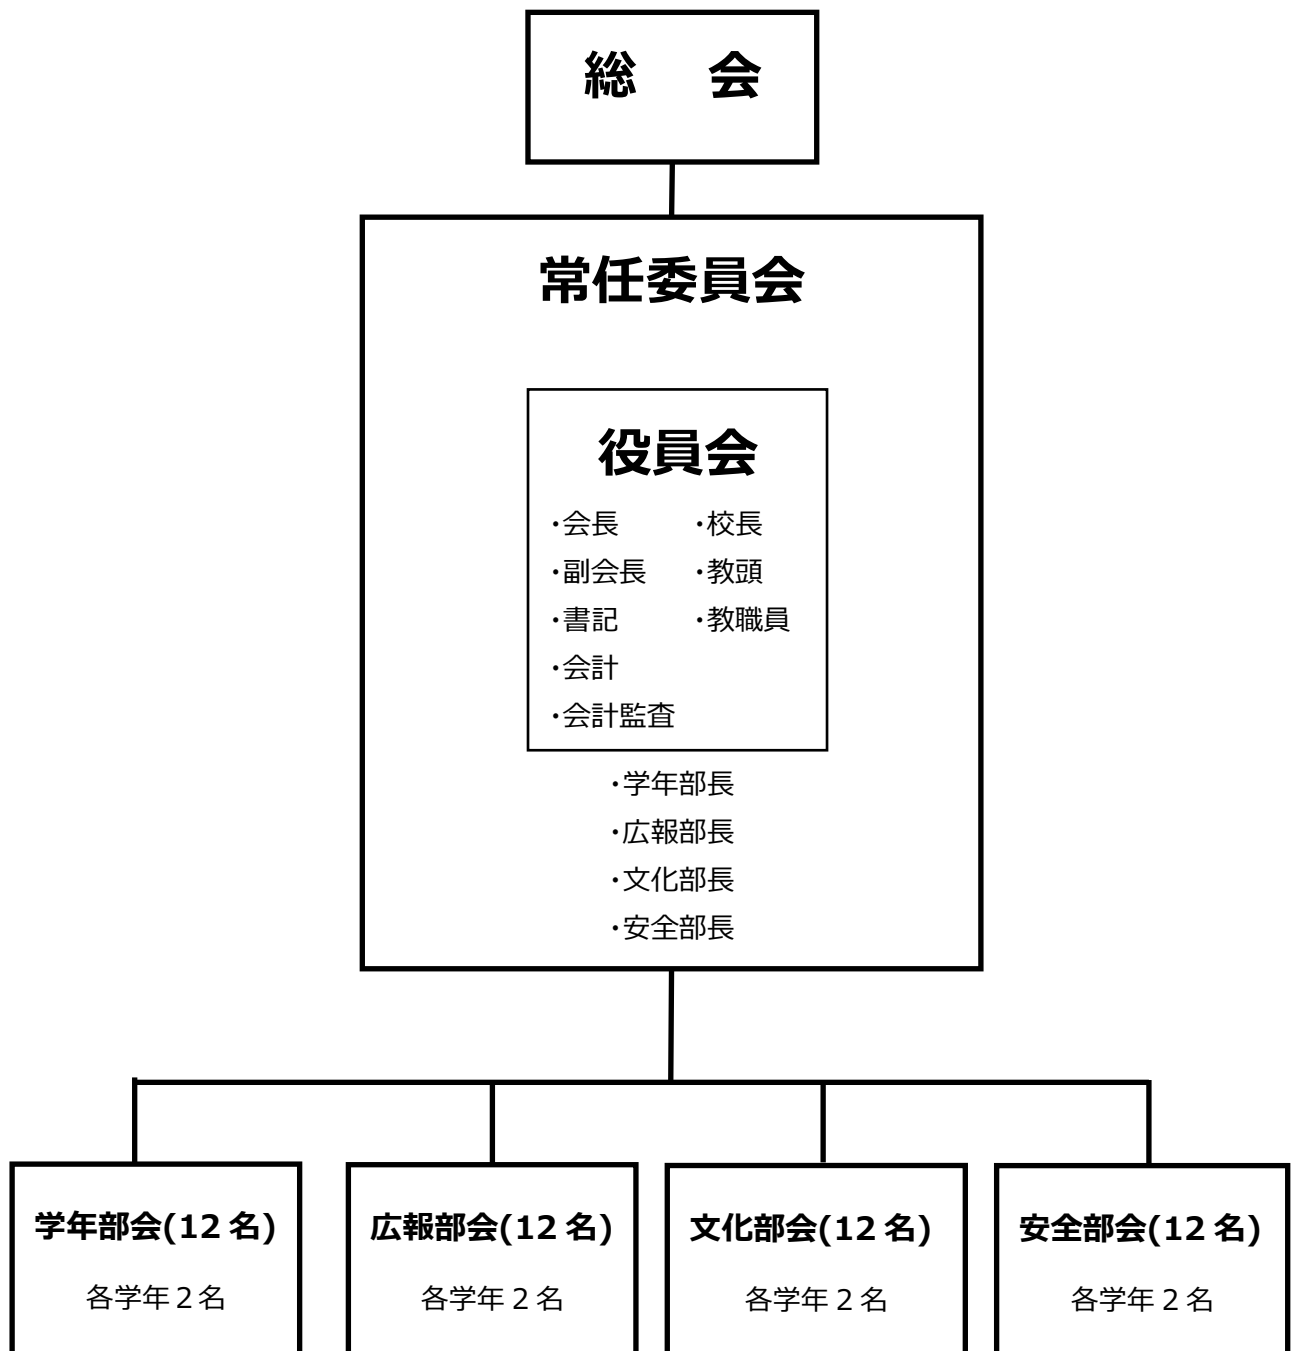 総　会
常任委員会
役員会
・会長　・校長
・副会長　・教頭
・書記　・教職員
・会計
・会計監査
・学年部長
・広報部長
・文化部長
・安全部長
学年部会(12名)　広報部会(12名)　文化部会(12名)　安全部会(12名)
各学年２名　各学年２名　各学年２名　各学年２名